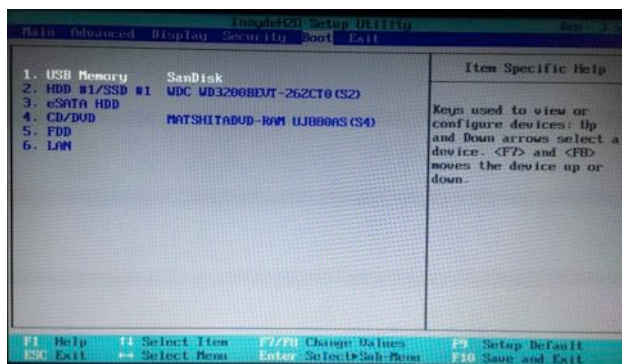 InsydeH2O Setup Utility Rev. 3.5
Main Advanced Display Security Boot Exit
1. USB Memory SanDisk
2. HDD #1/SSD #1 WDC WD3200BEVT-26ZCT0(S2)
3. eSATA HDD
4. CD/DVD MATSHITADVD-RAM UJ880AS(S4)
5. FDD
6. LAN
Item Specific Help
Keys used to view or
configure devices: Up
and Down arrows select a
device. <F7> and <F8>
moves the device up or
down.
F1 Help ↑↓ Select Item F7/F8 Change Values F9 Setup Default
ESC Exit ↔ Select Menu Enter Select▶Sub-Menu F10 Save and Exit